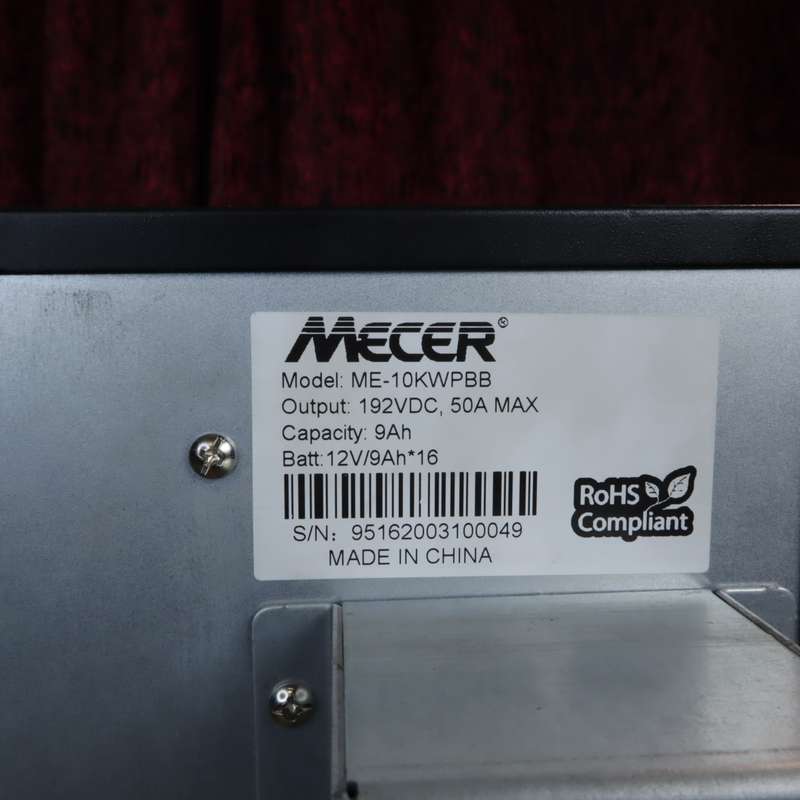 MECER®
Model: ME-10KWPBB
Output: 192VDC, 50A MAX
Capacity: 9Ah
Batt:12V/9Ah*16
S/N: 95162003100049
MADE IN CHINA
RoHS
Compliant